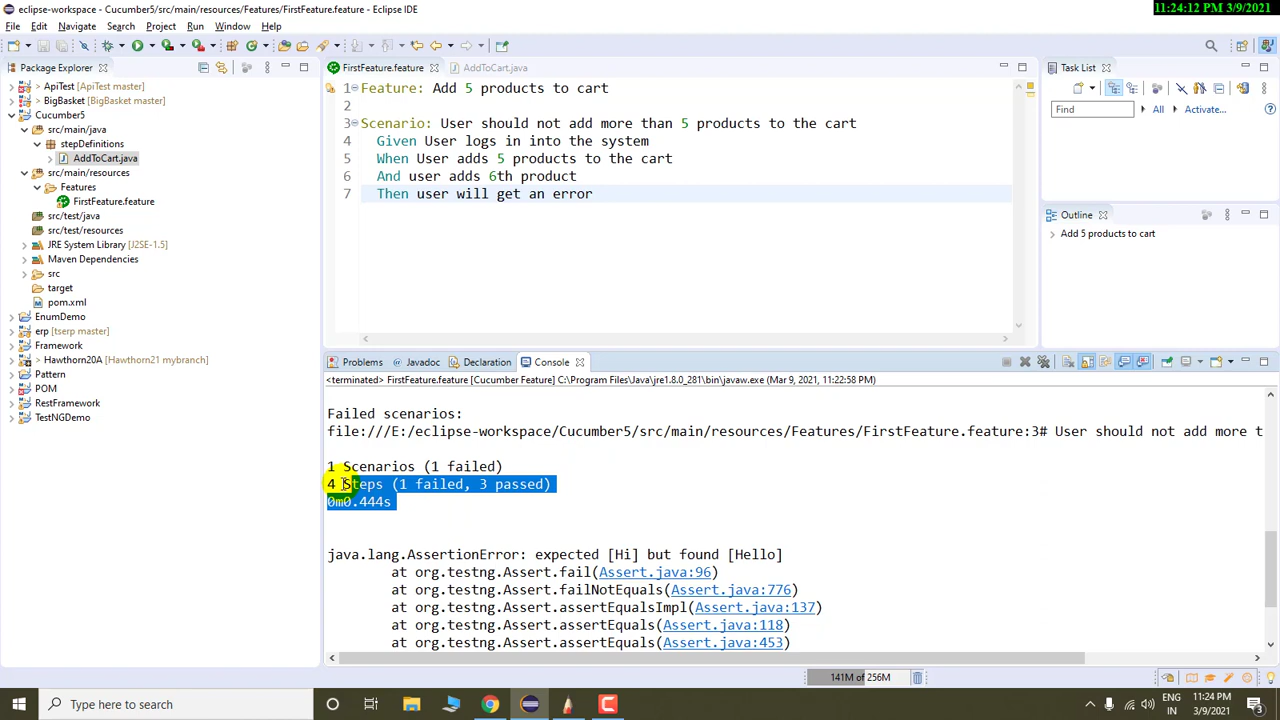 eclipse-workspace - Cucumber5/src/main/resources/Features/FirstFeature.feature - Eclipse IDE
11:24:12 PM 3/9/2021
File Edit Navigate Search Project Run Window Help
Package Explorer
ApiTest [ApiTest master]
BigBasket [BigBasket master]
Cucumber5
src/main/java
stepDefinitions
AddToCart.java
src/main/resources
Features
FirstFeature.feature
src/test/java
src/test/resources
JRE System Library [J2SE-1.5]
Maven Dependencies
src
target
pom.xml
EnumDemo
erp [tserp master]
Framework
Hawthorn20A [Hawthorn21 mybranch]
Pattern
POM
RestFramework
TestNGDemo
FirstFeature.feature AddToCart.java
1 Feature: Add 5 products to cart
2
3 Scenario: User should not add more than 5 products to the cart
4 Given User logs in into the system
5 When User adds 5 products to the cart
6 And user adds 6th product
7 Then user will get an error
Task List
Find All Activate...
Outline
Add 5 products to cart
Problems Javadoc Declaration Console
<terminated> FirstFeature.feature [Cucumber Feature] C:\Program Files\Java\jre1.8.0_281\bin\javaw.exe (Mar 9, 2021, 11:22:58 PM)
Failed scenarios:
file:///E:/eclipse-workspace/Cucumber5/src/main/resources/Features/FirstFeature.feature:3# User should not add more t
1 Scenarios (1 failed)
4 Steps (1 failed, 3 passed)
0m0.444s
java.lang.AssertionError: expected [Hi] but found [Hello]
at org.testng.Assert.fail(Assert.java:96)
at org.testng.Assert.failNotEquals(Assert.java:776)
at org.testng.Assert.assertEqualsImpl(Assert.java:137)
at org.testng.Assert.assertEquals(Assert.java:118)
at org.testng.Assert.assertEquals(Assert.java:453)
141M of 256M
Type here to search
ENG
IN
11:24 PM
3/9/2021
3